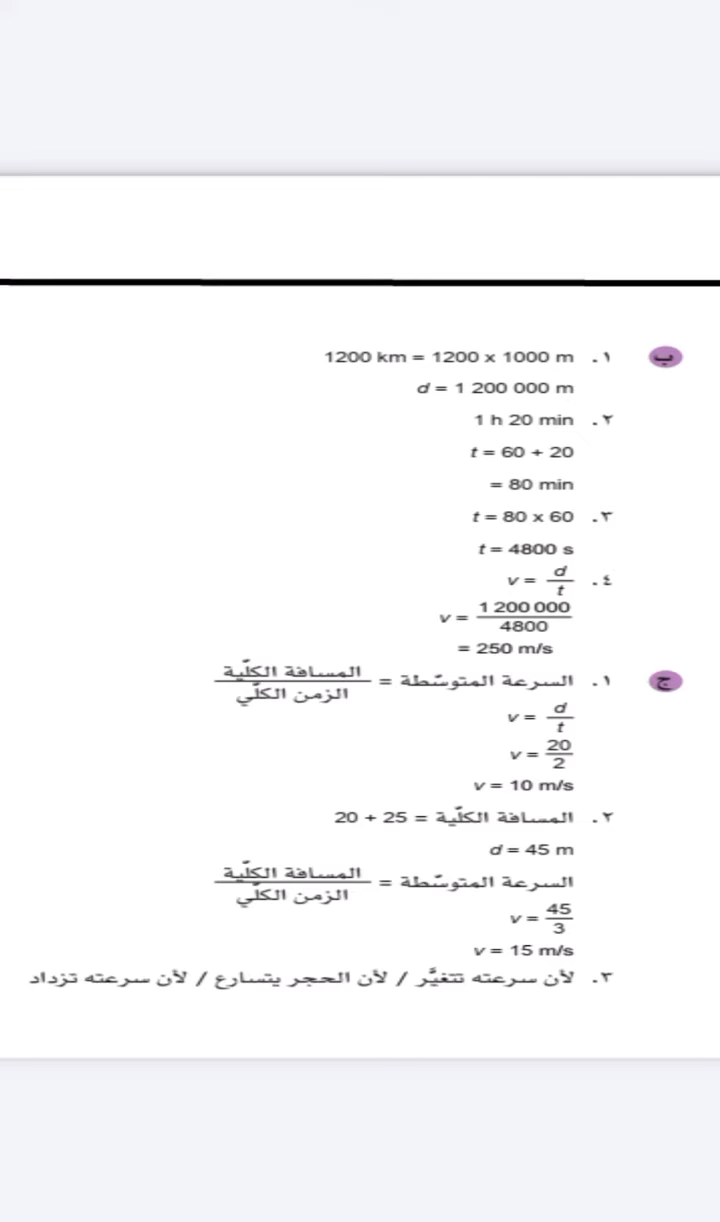 ب ١. 1200 km = 1200 x 1000 m
d = 1 200 000 m
٢. 1 h 20 min
t = 60 + 20
= 80 min
٣. t = 80 x 60
t = 4800 s
٤. v = d/t
v = 1 200 000/4800
= 250 m/s
ج ١. السرعة المتوسّطة = المسافة الكلّية/الزمن الكلّي
v = d/t
v = 20/2
v = 10 m/s
٢. المسافة الكلّية = 25 + 20
d = 45 m
السرعة المتوسّطة = المسافة الكلّية/الزمن الكلّي
v = 45/3
v = 15 m/s
٣. لأن سرعته تتغيَّر / لأن الحجر يتسارع / لأن سرعته تزداد